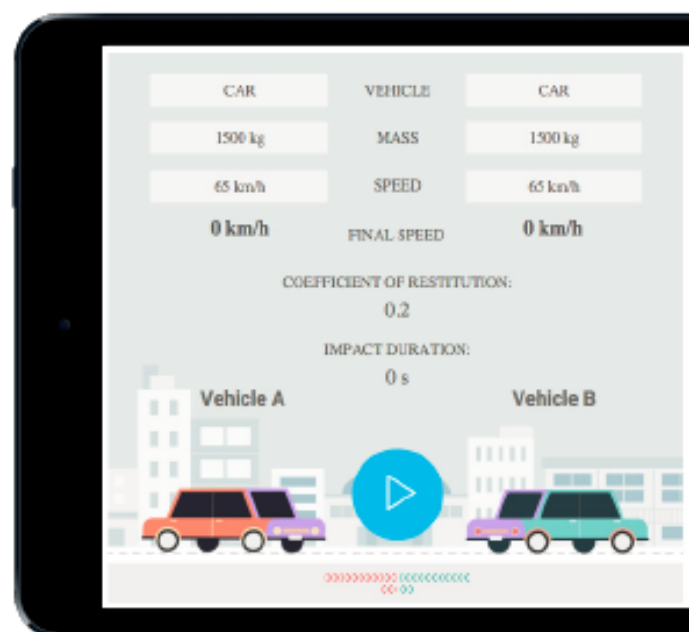 CAR VEHICLE CAR
1500 kg MASS 1500 kg
65 km/h SPEED 65 km/h
0 km/h FINAL SPEED 0 km/h
COEFFICIENT OF RESTITUTION:
0.2
IMPACT DURATION:
0 s
Vehicle A Vehicle B